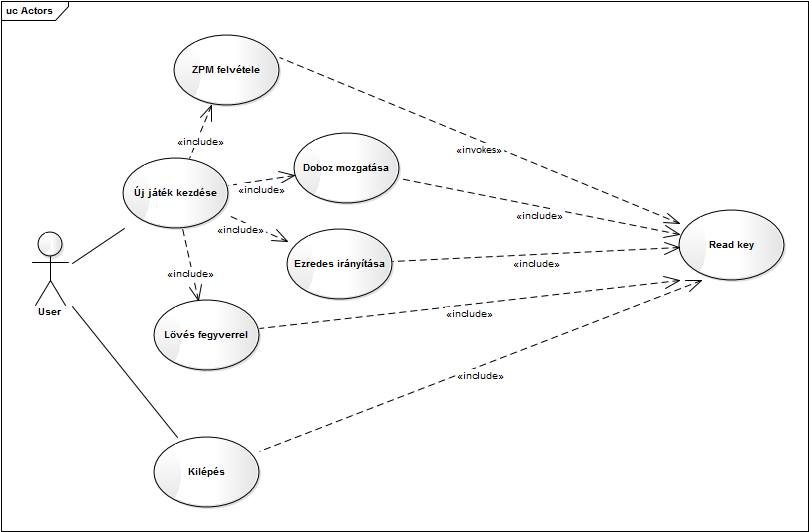 uc Actors
ZPM felvétele
«include»
«invokes»
Doboz mozgatása
Új játék kezdése
«include»
«include»
«include»
Read key
Ezredes irányítása
«include»
«include»
User
Lövés fegyverrel
«include»
«include»
Kilépés